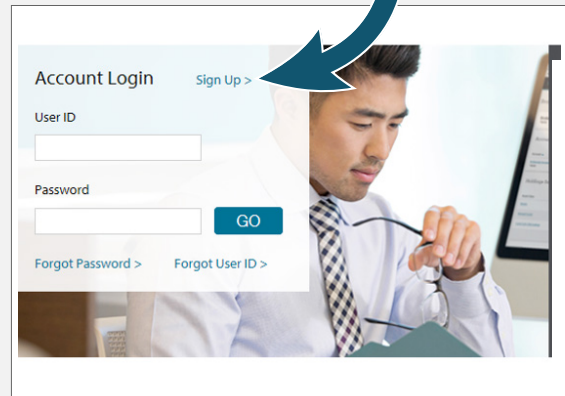 Account Login Sign Up >
User ID
Password
GO
Forgot Password > Forgot User ID >